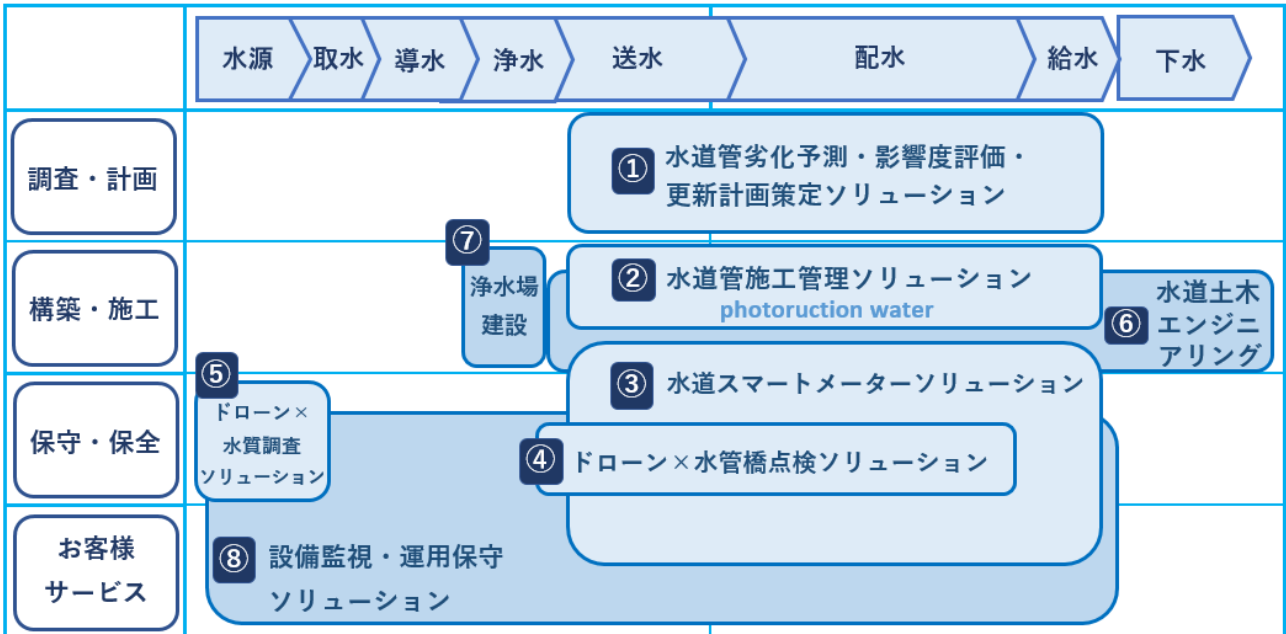 水源
取水
導水
浄水
送水
配水
給水
下水
調査・計画
① 水道管劣化予測・影響度評価・
更新計画策定ソリューション
構築・施工
⑦
浄水場
建設
② 水道管施工管理ソリューション
photoruction water
⑥
水道土木
エンジニ
アリング
保守・保全
⑤
ドローン×
水質調査
ソリューション
③ 水道スマートメーターソリューション
④ ドローン×水管橋点検ソリューション
お客様
サービス
⑧ 設備監視・運用保守
ソリューション